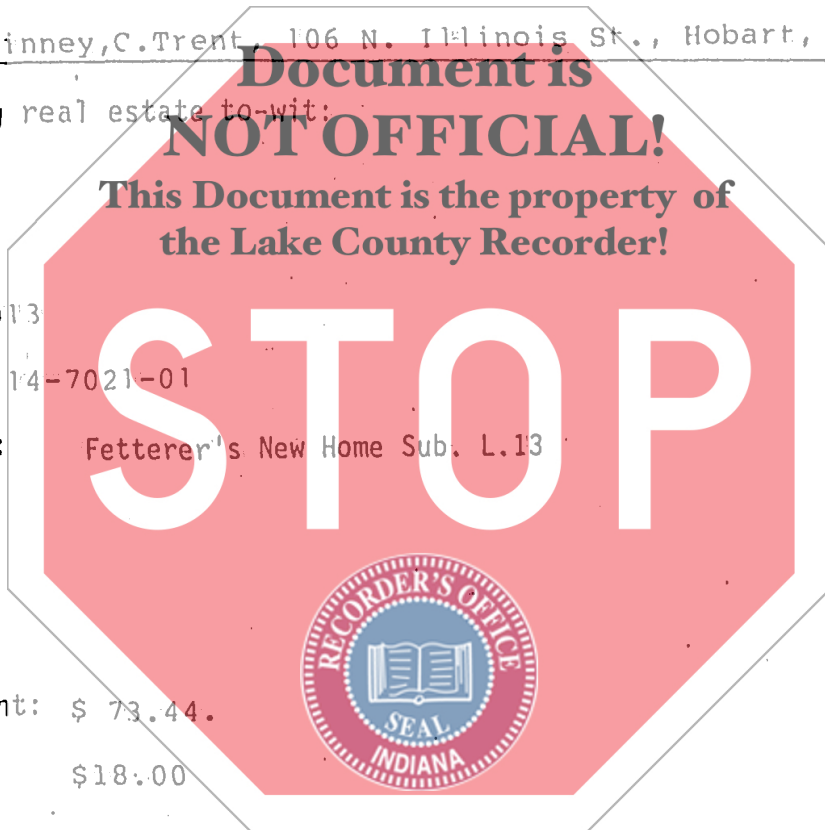 inney,C.Trent, 106 N. Illinois St., Hobart,
Document is
real estate to-wit:
NOT OFFICIAL!
This Document is the property of
the Lake County Recorder!
13
14-7021-01
STOP
: Fetterer's New Home Sub. L.13
RECORDER'S OFFICE
SEAL
INDIANA
nt: $ 73.44.
$18.00